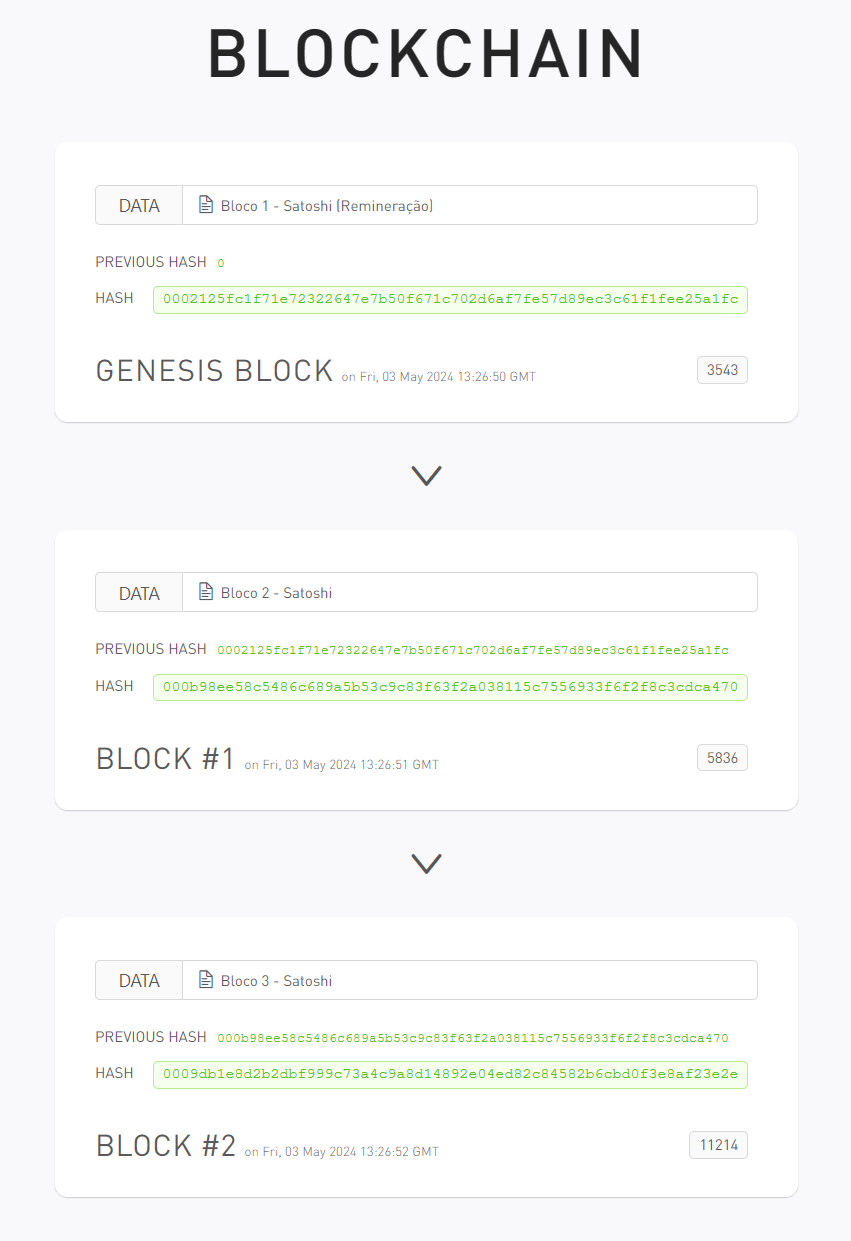 BLOCKCHAIN
DATA Bloco 1 - Satoshi (Remineração)
PREVIOUS HASH 0
HASH 0002125fc1f71e72322647e7b50f671c702d6af7fe57d89ec3c61f1fee25a1fc
GENESIS BLOCK on Fri, 03 May 2024 13:26:50 GMT 3543
DATA Bloco 2 - Satoshi
PREVIOUS HASH 0002125fc1f71e72322647e7b50f671c702d6af7fe57d89ec3c61f1fee25a1fc
HASH 000b98ee58c5486c689a5b53c9c83f63f2a038115c7556933f6f2f8c3cdca470
BLOCK #1 on Fri, 03 May 2024 13:26:51 GMT 5836
DATA Bloco 3 - Satoshi
PREVIOUS HASH 000b98ee58c5486c689a5b53c9c83f63f2a038115c7556933f6f2f8c3cdca470
HASH 0009db1e8d2b2dbf999c73a4c9a8d14892e04ed82c84582b6cbd0f3e8af23e2e
BLOCK #2 on Fri, 03 May 2024 13:26:52 GMT 11214